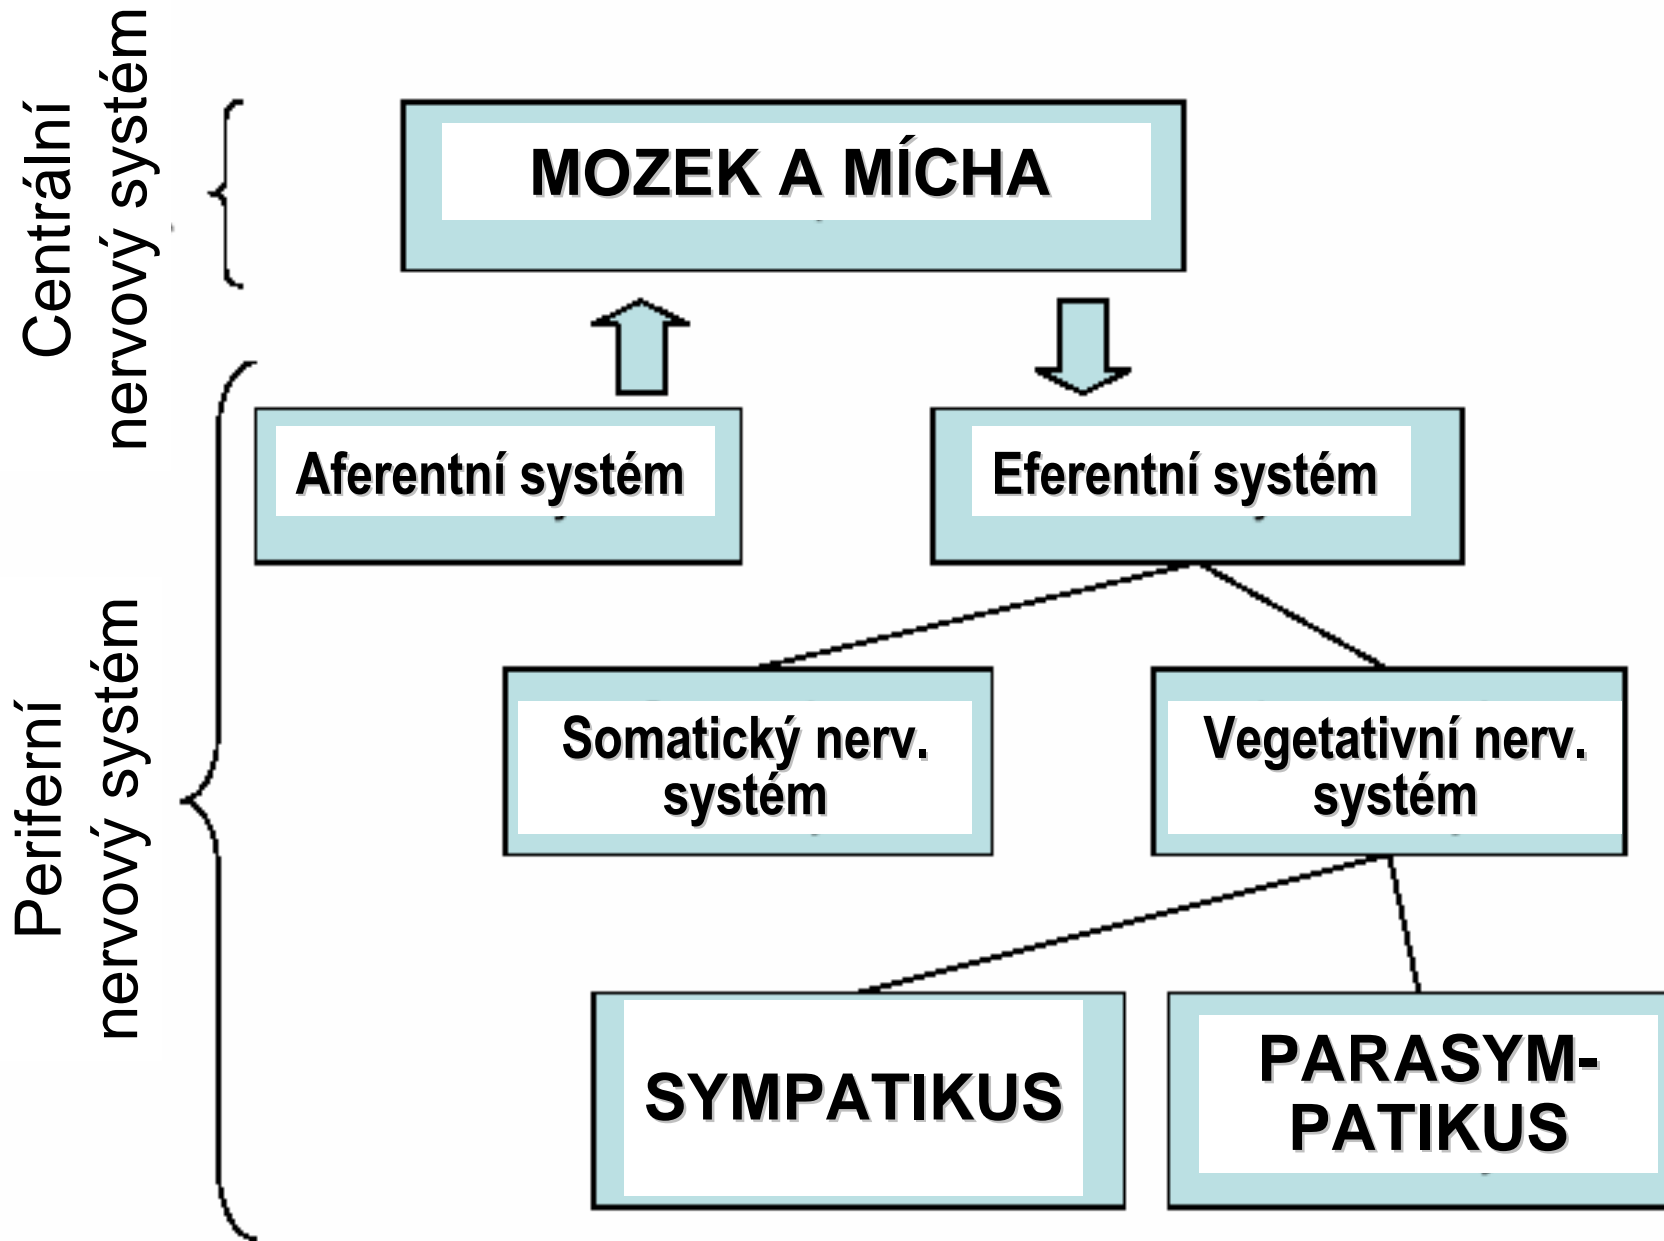 Centrální
nervový systém
MOZEK A MÍCHA
Aferentní systém
Eferentní systém
Periferní
nervový systém
Somatický nerv.
systém
Vegetativní nerv.
systém
SYMPATIKUS
PARASYM-
PATIKUS